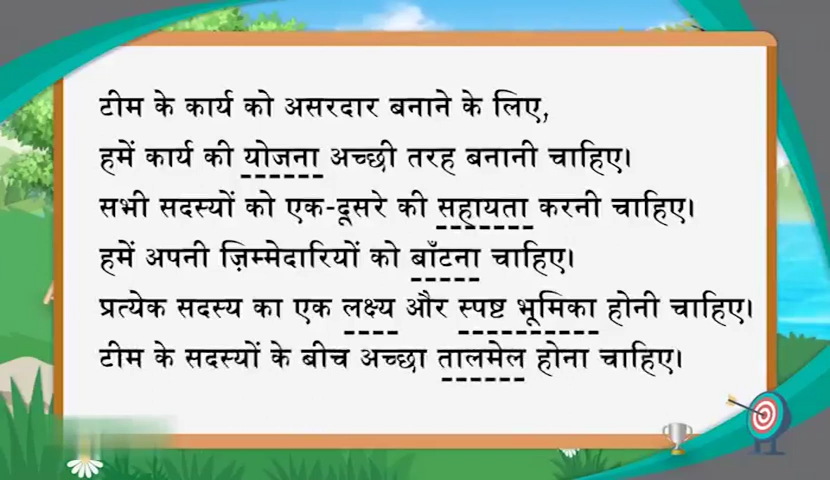 टीम के कार्य को असरदार बनाने के लिए,
हमें कार्य की योजना अच्छी तरह बनानी चाहिए।
सभी सदस्यों को एक-दूसरे की सहायता करनी चाहिए।
हमें अपनी ज़िम्मेदारियों को बाँटना चाहिए।
प्रत्येक सदस्य का एक लक्ष्य और स्पष्ट भूमिका होनी चाहिए।
टीम के सदस्यों के बीच अच्छा तालमेल होना चाहिए।